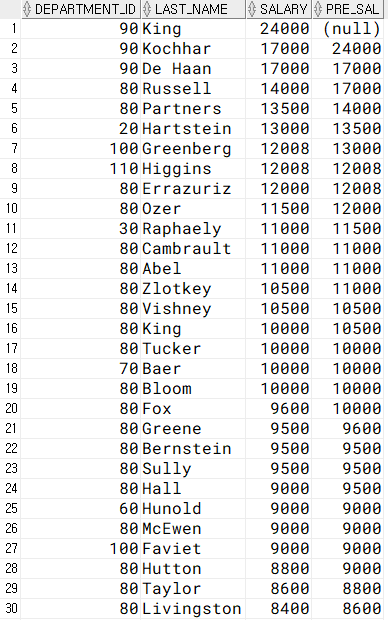 DEPARTMENT_ID LAST_NAME SALARY PRE_SAL
1 90 King 24000 (null)
2 90 Kochhar 17000 24000
3 90 De Haan 17000 17000
4 80 Russell 14000 17000
5 80 Partners 13500 14000
6 20 Hartstein 13000 13500
7 100 Greenberg 12008 13000
8 110 Higgins 12008 12008
9 80 Errazuriz 12000 12008
10 80 Ozer 11500 12000
11 30 Raphaely 11000 11500
12 80 Cambrault 11000 11000
13 80 Abel 11000 11000
14 80 Zlotkey 10500 11000
15 80 Vishney 10500 10500
16 80 King 10000 10500
17 80 Tucker 10000 10000
18 70 Baer 10000 10000
19 80 Bloom 10000 10000
20 80 Fox 9600 10000
21 80 Greene 9500 9600
22 80 Bernstein 9500 9500
23 80 Sully 9500 9500
24 80 Hall 9000 9500
25 60 Hunold 9000 9000
26 80 McEwen 9000 9000
27 100 Faviet 9000 9000
28 80 Hutton 8800 9000
29 80 Taylor 8600 8800
30 80 Livingston 8400 8600